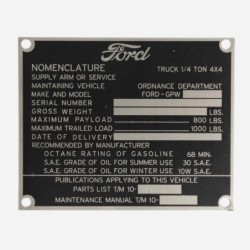 Ford
NOMENCLATURE TRUCK 1/4 TON 4X4
SUPPLY ARM OR SERVICE
MAINTAINING VEHICLE ORDNANCE DEPARTMENT
MAKE AND MODEL FORD-GPW
SERIAL NUMBER
GROSS WEIGHT LBS.
MAXIMUM PAYLOAD 800 LBS.
MAXIMUM TRAILED LOAD 1000 LBS.
DATE OF DELIVERY
RECOMMENDED BY MANUFACTURER
OCTANE RATING OF GASOLINE 68 MIN.
S.A.E. GRADE OF OIL FOR SUMMER USE 30 S.A.E.
S.A.E. GRADE OF OIL FOR WINTER USE 10W S.A.E.
PUBLICATIONS APPLYING TO THIS VEHICLE
PARTS LIST T/M 10-
MAINTENANCE MANUAL T/M 10-